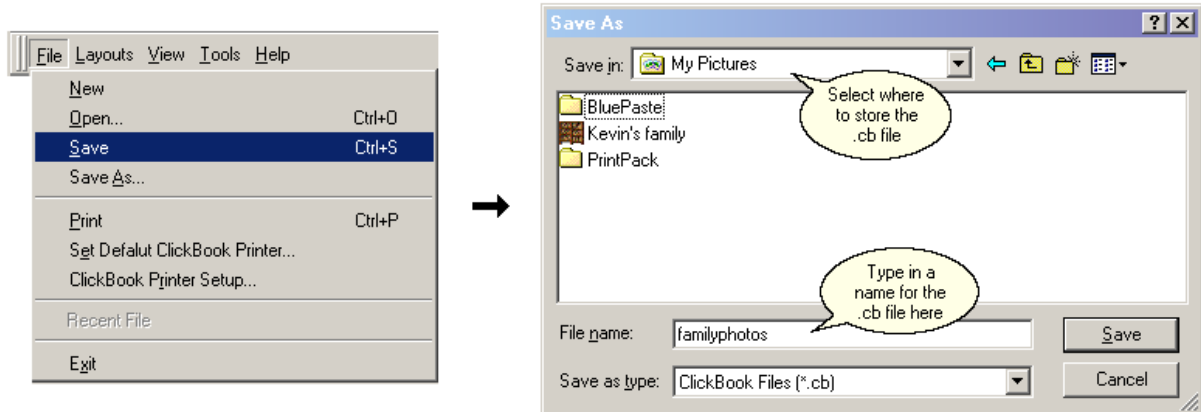 File Layouts View Tools Help
New
Open... Ctrl+O
Save Ctrl+S
Save As...
Print Ctrl+P
Set Defalut ClickBook Printer...
ClickBook Printer Setup...
Recent File
Exit
Save As
Save in: My Pictures
Select where
to store the
.cb file
BluePaste
Kevin's family
PrintPack
Type in a
name for the
.cb file here
File name: familyphotos Save
Save as type: ClickBook Files (*.cb) Cancel